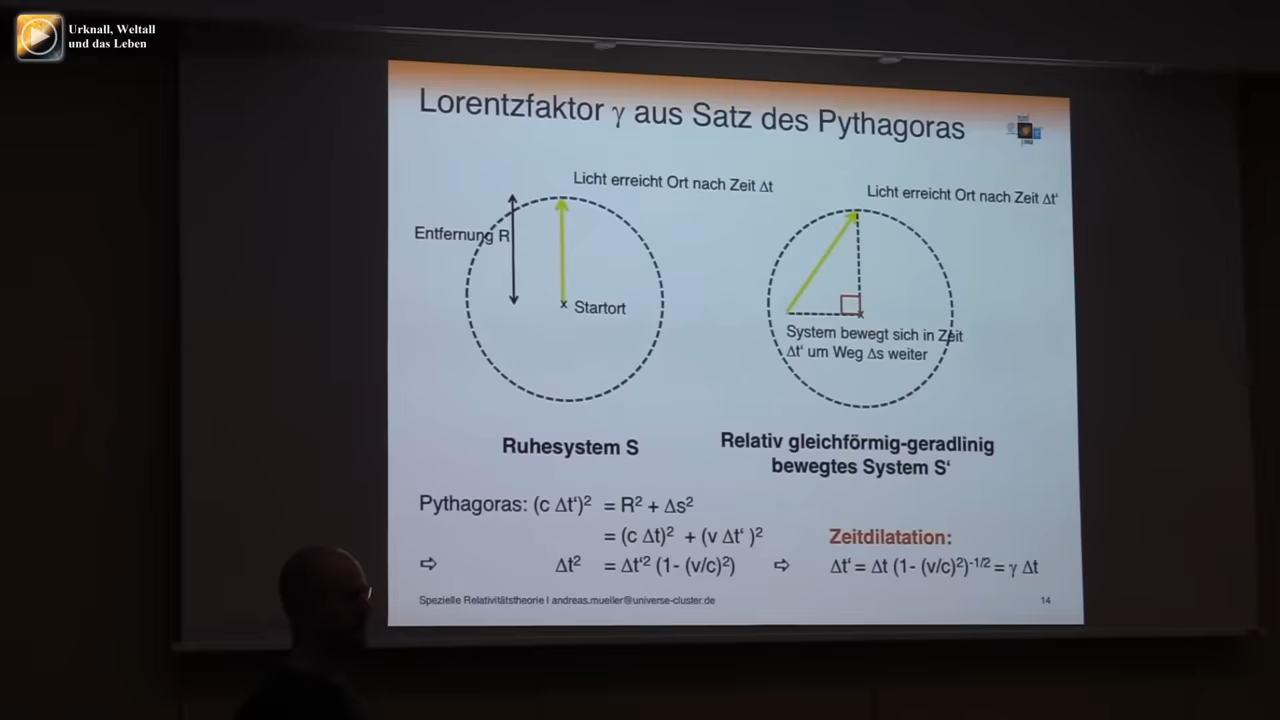 Urknall, Weltall
und das Leben
Lorentzfaktor γ aus Satz des Pythagoras
Licht erreicht Ort nach Zeit Δt
Licht erreicht Ort nach Zeit Δt'
Entfernung R
x Startort
x
System bewegt sich in Zeit
Δt' um Weg Δs weiter
Ruhesystem S
Relativ gleichförmig-geradlinig
bewegtes System S'
Pythagoras: (c Δt')² = R² + Δs²
= (c Δt)² + (v Δt' )²
Zeitdilatation:
⇨ Δt² = Δt'² (1- (v/c)²) ⇨ Δt' = Δt (1- (v/c)²)⁻¹/² = γ Δt
Spezielle Relativitätstheorie I andreas.mueller@universe-cluster.de
14